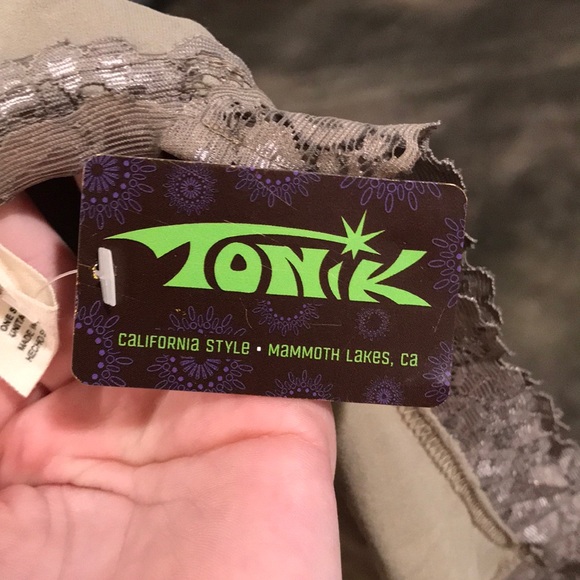 TONiK
CALIFORNIA STYLE • MAMMOTH LAKES, CA